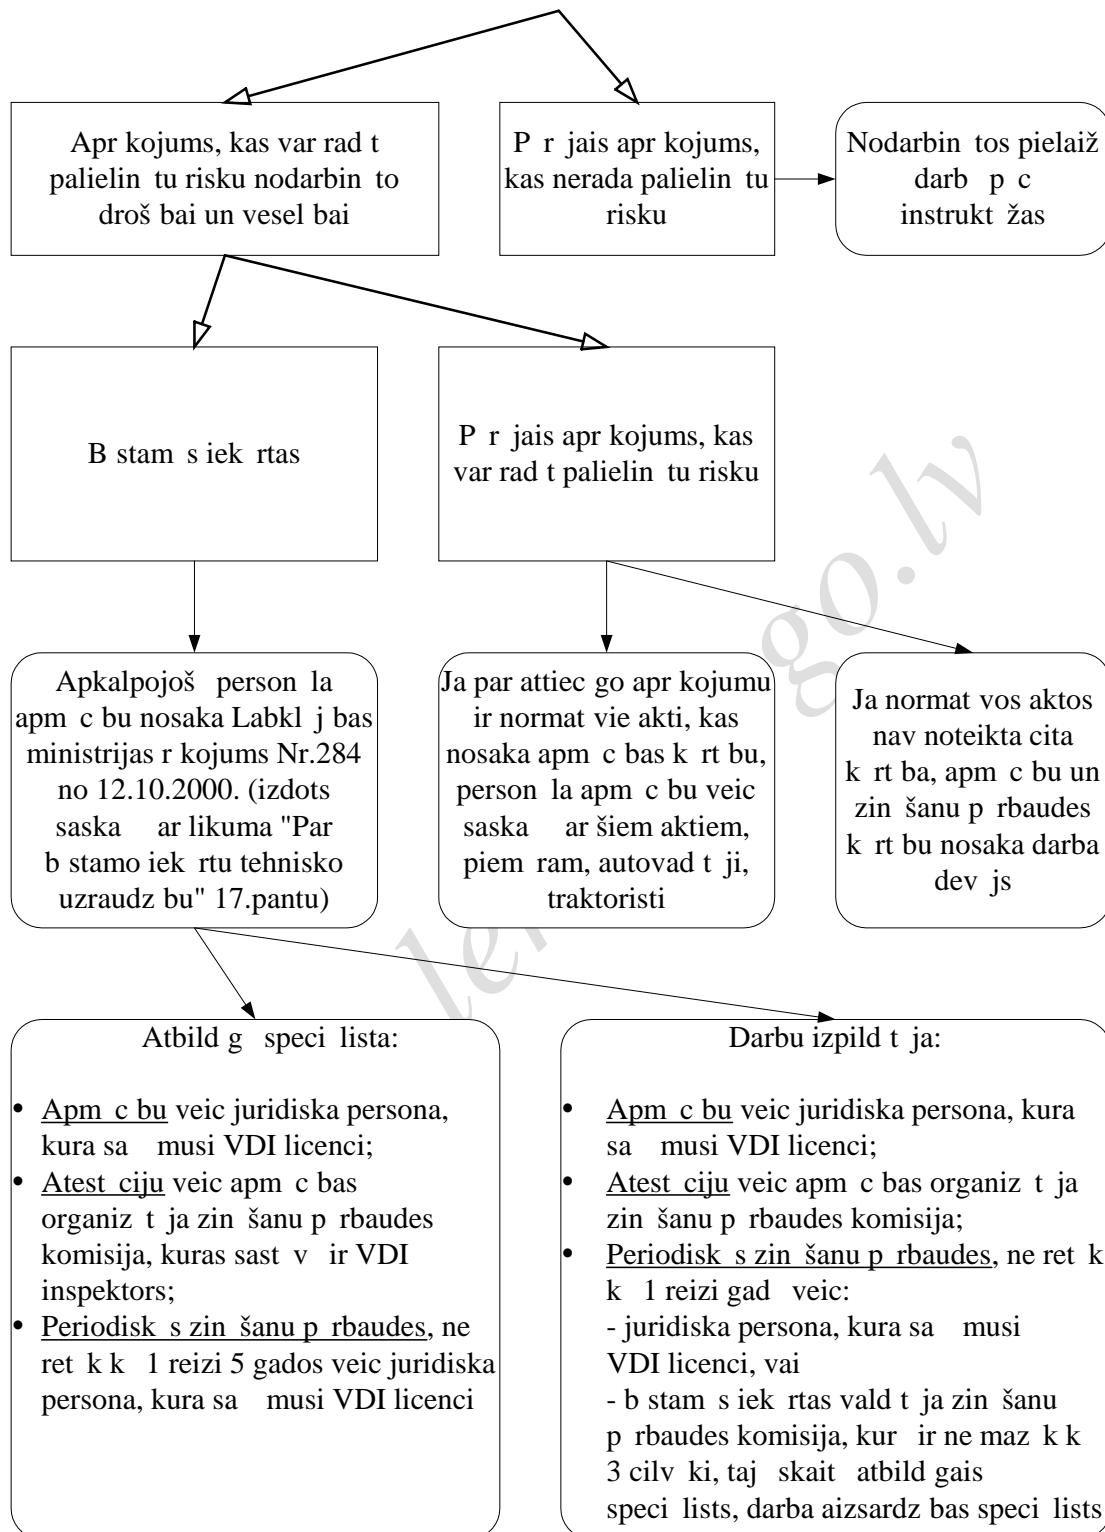 Apr kojums, kas var rad t
palielin tu risku nodarbin to
droš bai un vesel bai
P r jais apr kojums,
kas nerada palielin tu
risku
Nodarbin tos pielaiž
darb p c
instrukt žas
B stam s iek rtas
P r jais apr kojums, kas
var rad t palielin tu risku
Apkalpojoš person la
apm c bu nosaka Labkl j bas
ministrijas r kojums Nr.284
no 12.10.2000. (izdots
saska ar likuma "Par
b stamo iek rtu tehnisko
uzraudz bu" 17.pantu)
Ja par attiec go apr kojumu
ir normat vie akti, kas
nosaka apm c bas k rt bu,
person la apm c bu veic
saska ar šiem aktiem,
piem ram, autovad t ji,
traktoristi
Ja normat vos aktos
nav noteikta cita
k rt ba, apm c bu un
zin šanu p rbaudes
k rt bu nosaka darba
dev js
Atbild g speci lista:
• Apm c bu veic juridiska persona,
kura sa musi VDI licenci;
• Atest ciju veic apm c bas
organiz t ja zin šanu p rbaudes
komisija, kuras sast v ir VDI
inspektors;
• Periodisk s zin šanu p rbaudes, ne
ret k k 1 reizi 5 gados veic juridiska
persona, kura sa musi VDI licenci
Darbu izpild t ja:
• Apm c bu veic juridiska persona, kura
sa musi VDI licenci;
• Atest ciju veic apm c bas organiz t ja
zin šanu p rbaudes komisija;
• Periodisk s zin šanu p rbaudes, ne ret k
k 1 reizi gad veic:
- juridiska persona, kura sa musi
VDI licenci, vai
- b stam s iek rtas vald t ja zin šanu
p rbaudes komisija, kur ir ne maz k k
3 cilv ki, taj skait atbild gais
speci lists, darba aizsardz bas speci lists
go.lv